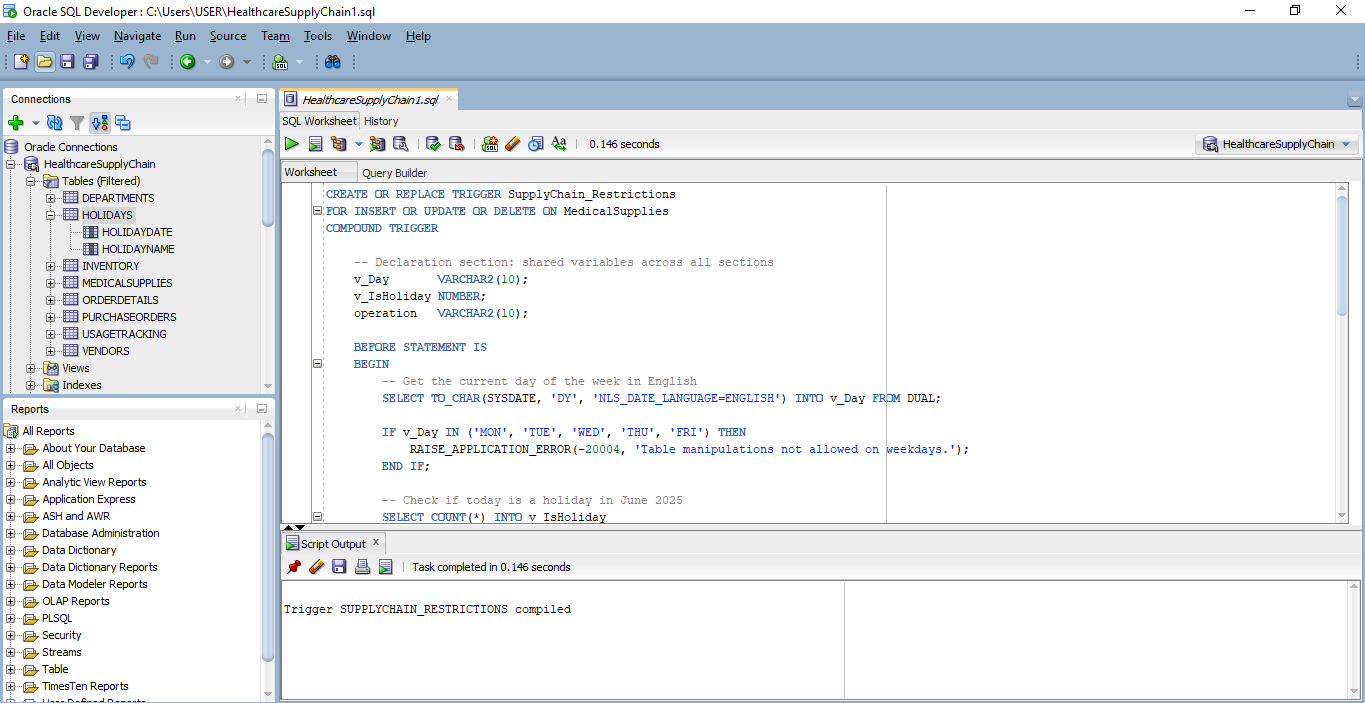 Oracle SQL Developer : C:\Users\USER\HealthcareSupplyChain1.sql
File Edit View Navigate Run Source Team Tools Window Help
Connections
Oracle Connections
HealthcareSupplyChain
Tables (Filtered)
DEPARTMENTS
HOLIDAYS
HOLIDAYDATE
HOLIDAYNAME
INVENTORY
MEDICALSUPPLIES
ORDERDETAILS
PURCHASEORDERS
USAGETRACKING
VENDORS
Views
Indexes
Reports
All Reports
About Your Database
All Objects
Analytic View Reports
Application Express
ASH and AWR
Database Administration
Data Dictionary
Data Dictionary Reports
Data Modeler Reports
OLAP Reports
PLSQL
Security
Streams
Table
TimesTen Reports
User Defined Reports
HealthcareSupplyChain1.sql
SQL Worksheet History
0.146 seconds
HealthcareSupplyChain
Worksheet Query Builder
CREATE OR REPLACE TRIGGER SupplyChain_Restrictions
FOR INSERT OR UPDATE OR DELETE ON MedicalSupplies
COMPOUND TRIGGER
-- Declaration section: shared variables across all sections
v_Day VARCHAR2(10);
v_IsHoliday NUMBER;
operation VARCHAR2(10);
BEFORE STATEMENT IS
BEGIN
-- Get the current day of the week in English
SELECT TO_CHAR(SYSDATE, 'DY', 'NLS_DATE_LANGUAGE=ENGLISH') INTO v_Day FROM DUAL;
IF v_Day IN ('MON', 'TUE', 'WED', 'THU', 'FRI') THEN
RAISE_APPLICATION_ERROR(-20004, 'Table manipulations not allowed on weekdays.');
END IF;
-- Check if today is a holiday in June 2025
SELECT COUNT(*) INTO v_IsHoliday
Script Output
Task completed in 0.146 seconds
Trigger SUPPLYCHAIN_RESTRICTIONS compiled